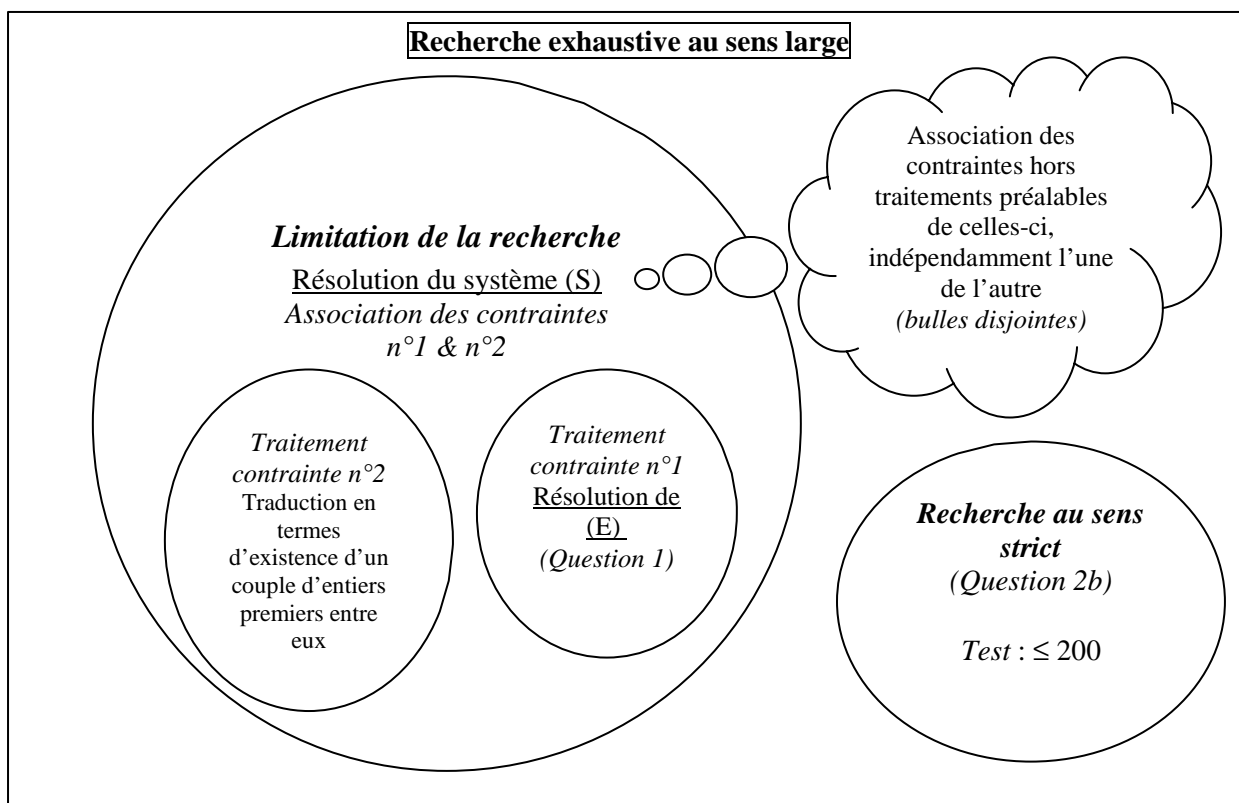 Recherche exhaustive au sens large
Association des
contraintes hors
traitements préalables
de celles-ci,
indépendamment l'une
de l'autre
(bulles disjointes)
Limitation de la recherche
Résolution du système (S)
Association des contraintes
n°1 & n°2
Traitement
contrainte n°2
Traduction en
termes
d'existence d'un
couple d'entiers
premiers entre
eux
Traitement
contrainte n°1
Résolution de
(E)
(Question 1)
Recherche au sens
strict
(Question 2b)
Test : ≤ 200